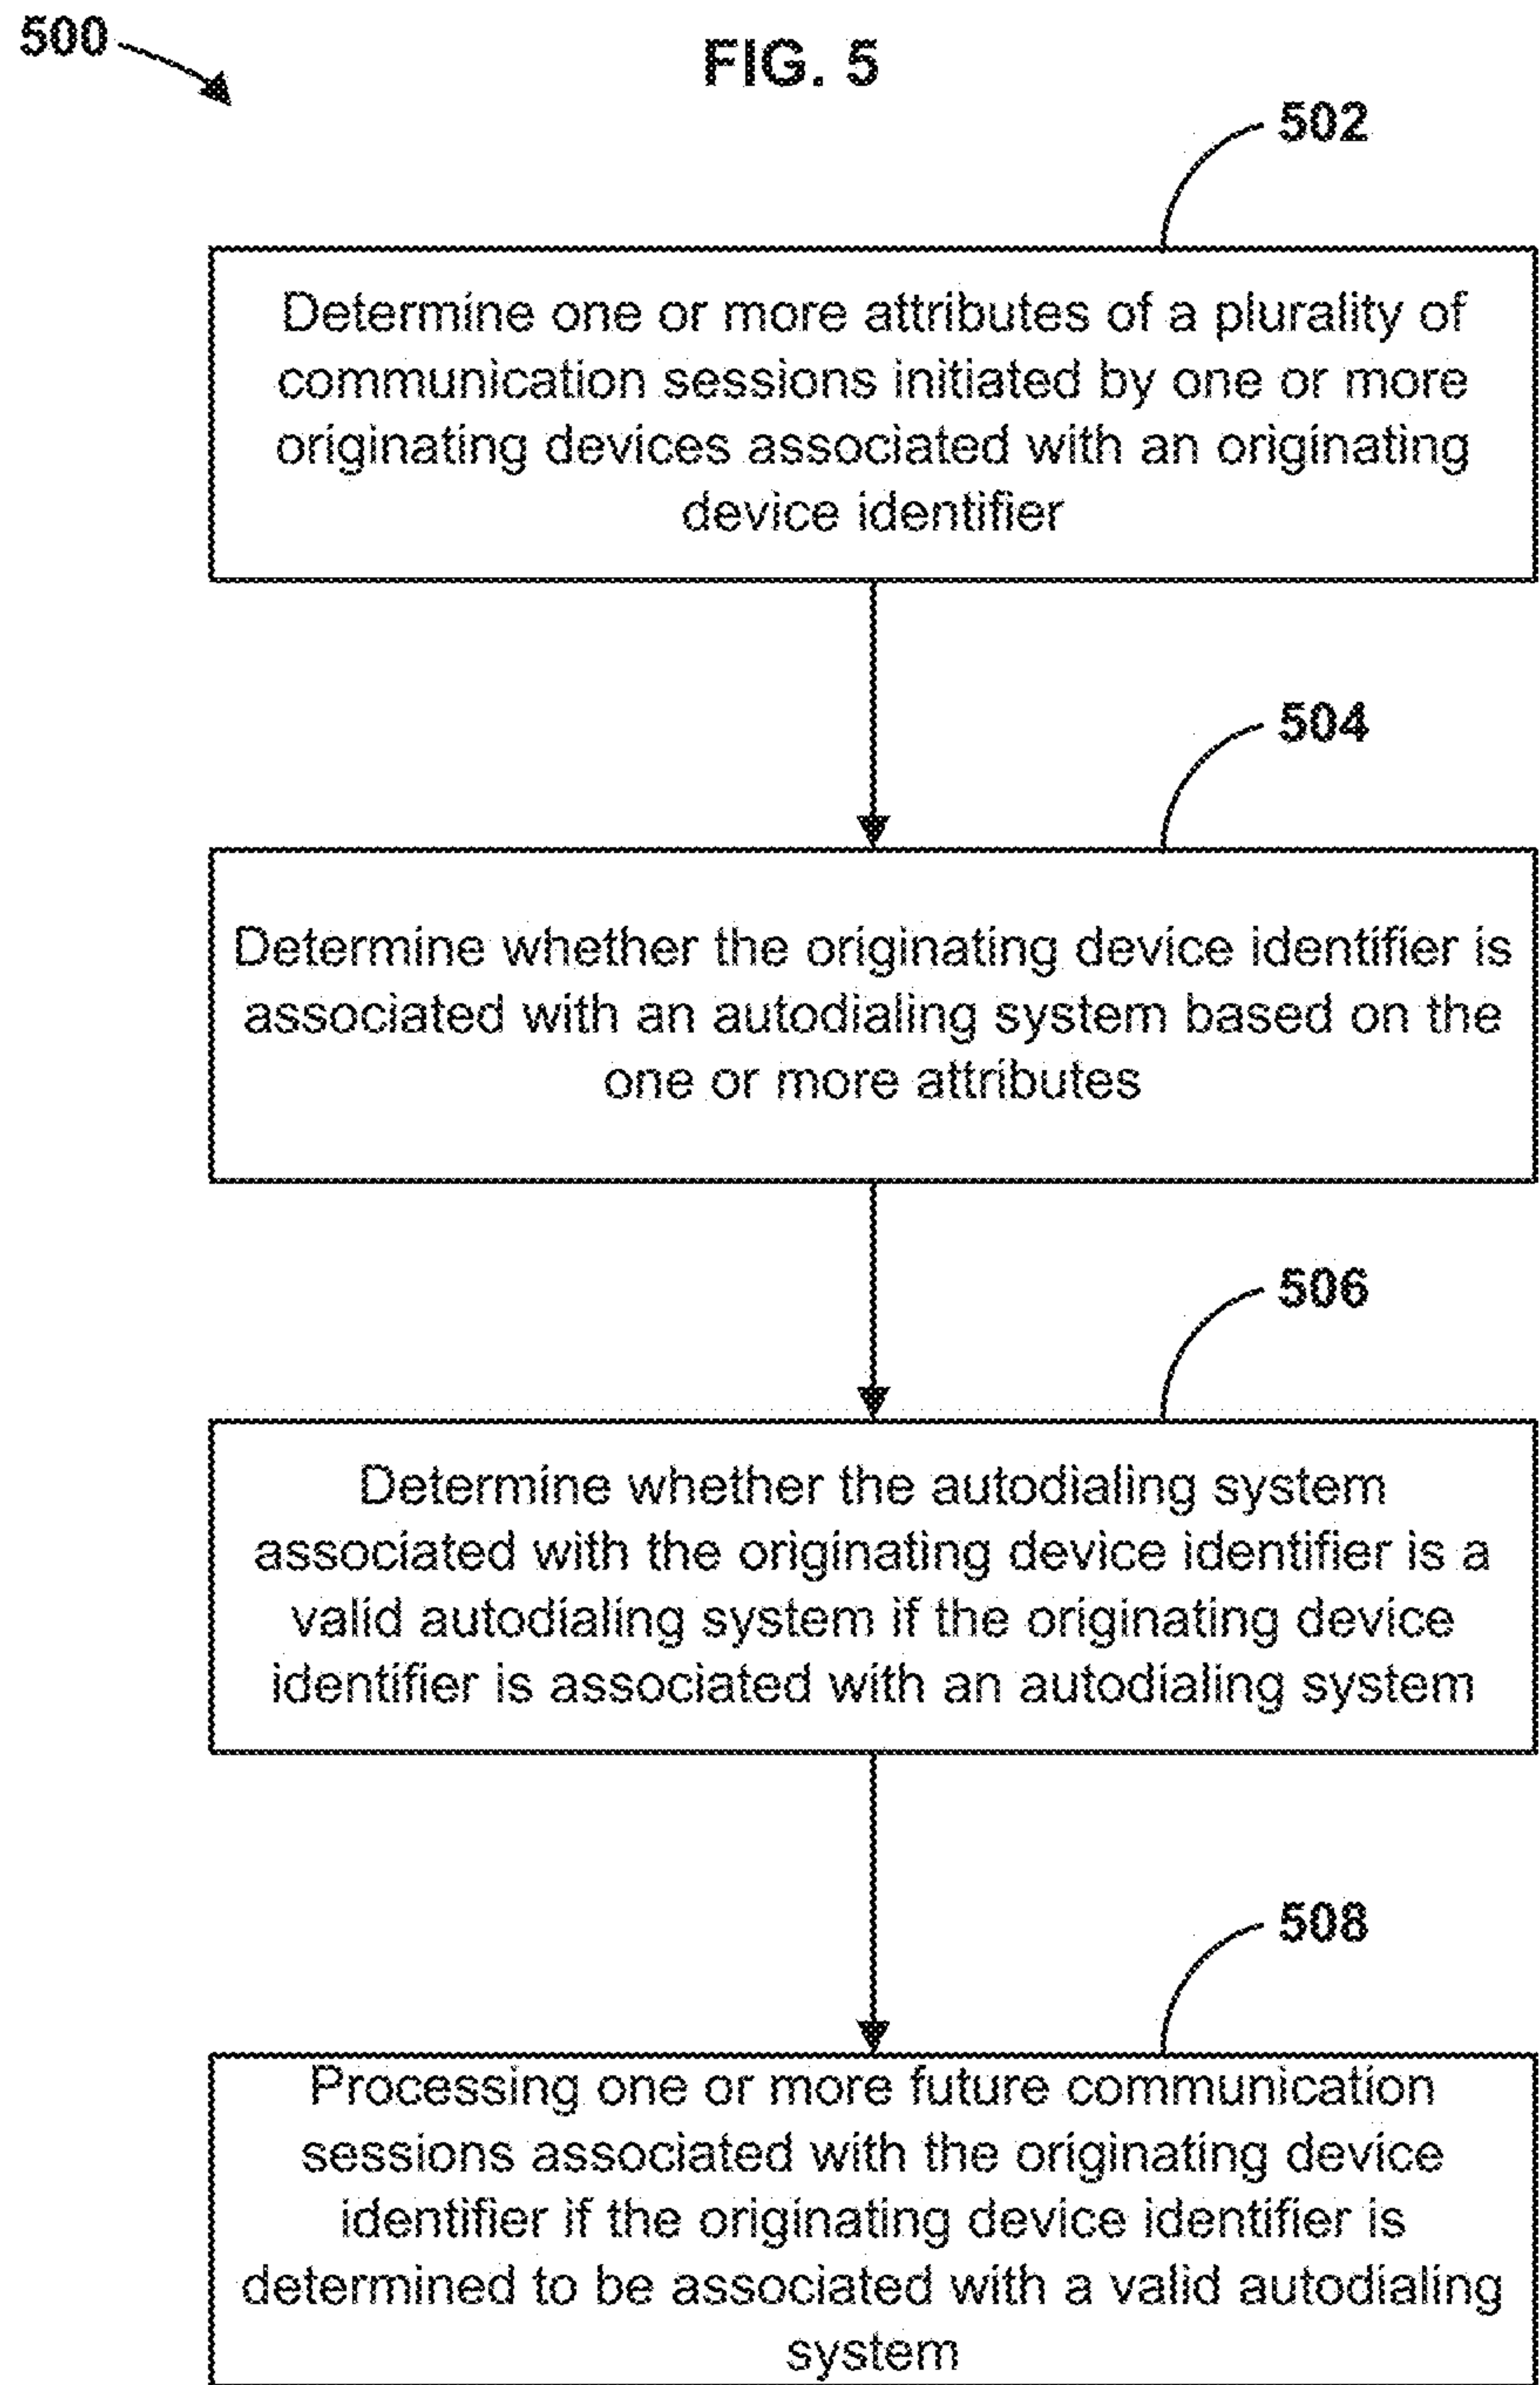 500
FIG. 5
502
Determine one or more attributes of a plurality of
communication sessions initiated by one or more
originating devices associated with an originating
device identifier
504
Determine whether the originating device identifier is
associated with an autodialing system based on the
one or more attributes
506
Determine whether the autodialing system
associated with the originating device identifier is a
valid autodialing system if the originating device
identifier is associated with an autodialing system
508
Processing one or more future communication
sessions associated with the originating device
identifier if the originating device identifier is
determined to be associated with a valid autodialing
system